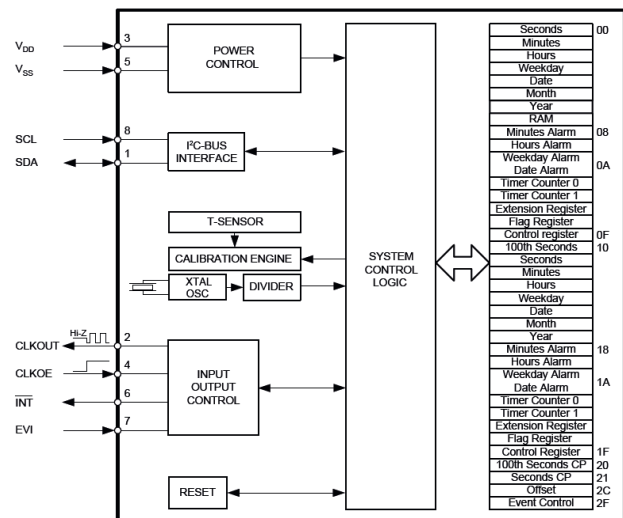 VDD
3
VSS
5
POWER
CONTROL
SCL
8
SDA
1
I²C-BUS
INTERFACE
T-SENSOR
CALIBRATION ENGINE
XTAL
OSC
DIVIDER
CLKOUT
Hi-Z
2
CLKOE
4
INT
6
EVI
7
INPUT
OUTPUT
CONTROL
RESET
SYSTEM
CONTROL
LOGIC
Seconds 00
Minutes
Hours
Weekday
Date
Month
Year
RAM
Minutes Alarm 08
Hours Alarm
Weekday Alarm
Date Alarm 0A
Timer Counter 0
Timer Counter 1
Extension Register
Flag Register
Control register 0F
100th Seconds 10
Seconds
Minutes
Hours
Weekday
Date
Month
Year
Minutes Alarm 18
Hours Alarm
Weekday Alarm
Date Alarm 1A
Timer Counter 0
Timer Counter 1
Extension Register
Flag Register
Control Register 1F
100th Seconds CP 20
Seconds CP 21
Offset 2C
Event Control 2F